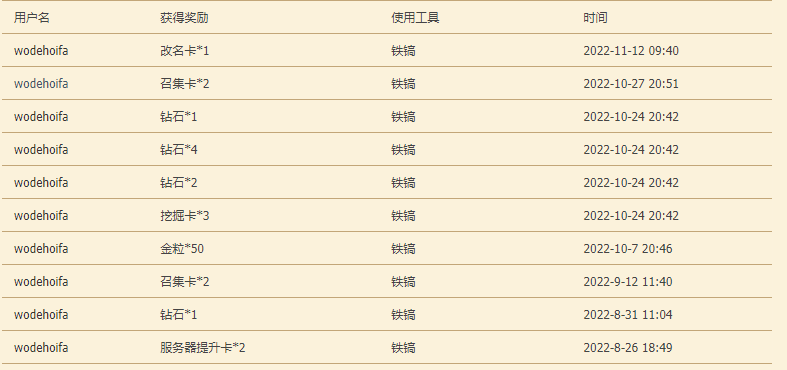 用户名 获得奖励 使用工具 时间
wodehoifa 改名卡*1 铁镐 2022-11-12 09:40
wodehoifa 召集卡*2 铁镐 2022-10-27 20:51
wodehoifa 钻石*1 铁镐 2022-10-24 20:42
wodehoifa 钻石*4 铁镐 2022-10-24 20:42
wodehoifa 钻石*2 铁镐 2022-10-24 20:42
wodehoifa 挖掘卡*3 铁镐 2022-10-24 20:42
wodehoifa 金粒*50 铁镐 2022-10-7 20:46
wodehoifa 召集卡*2 铁镐 2022-9-12 11:40
wodehoifa 钻石*1 铁镐 2022-8-31 11:04
wodehoifa 服务器提升卡*2 铁镐 2022-8-26 18:49